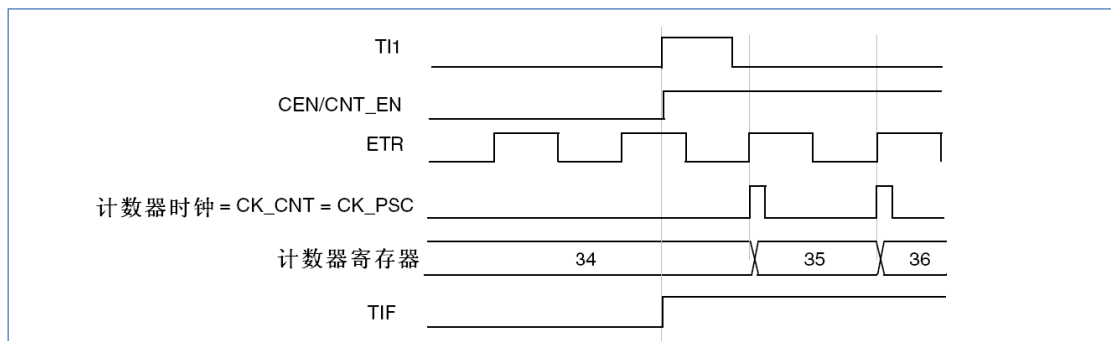 TI1
CEN/CNT_EN
ETR
计数器时钟 = CK_CNT = CK_PSC
计数器寄存器 34 35 36
TIF